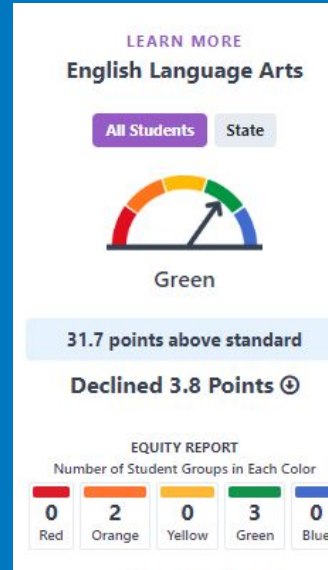 LEARN MORE
English Language Arts
All Students State
Green
31.7 points above standard
Declined 3.8 Points
EQUITY REPORT
Number of Student Groups in Each Color
0 2 0 3 0
Red Orange Yellow Green Blue